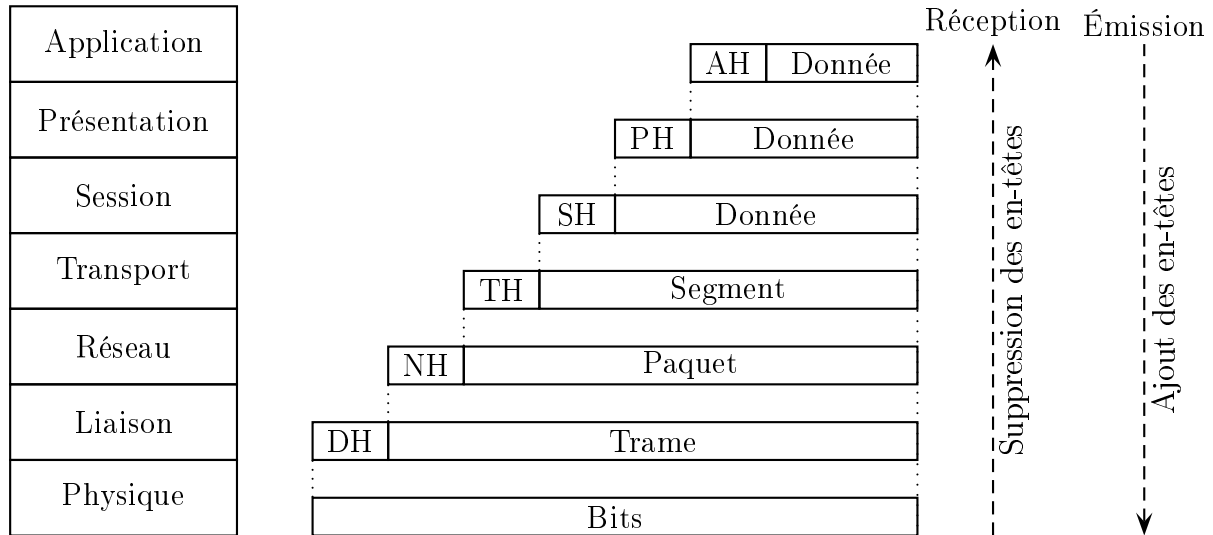 Application
Réception
Émission
AH
Donnée
Présentation
PH
Donnée
Session
SH
Donnée
Transport
TH
Segment
Réseau
NH
Paquet
Liaison
DH
Trame
Physique
Bits
Suppression des en-têtes
Ajout des en-têtes